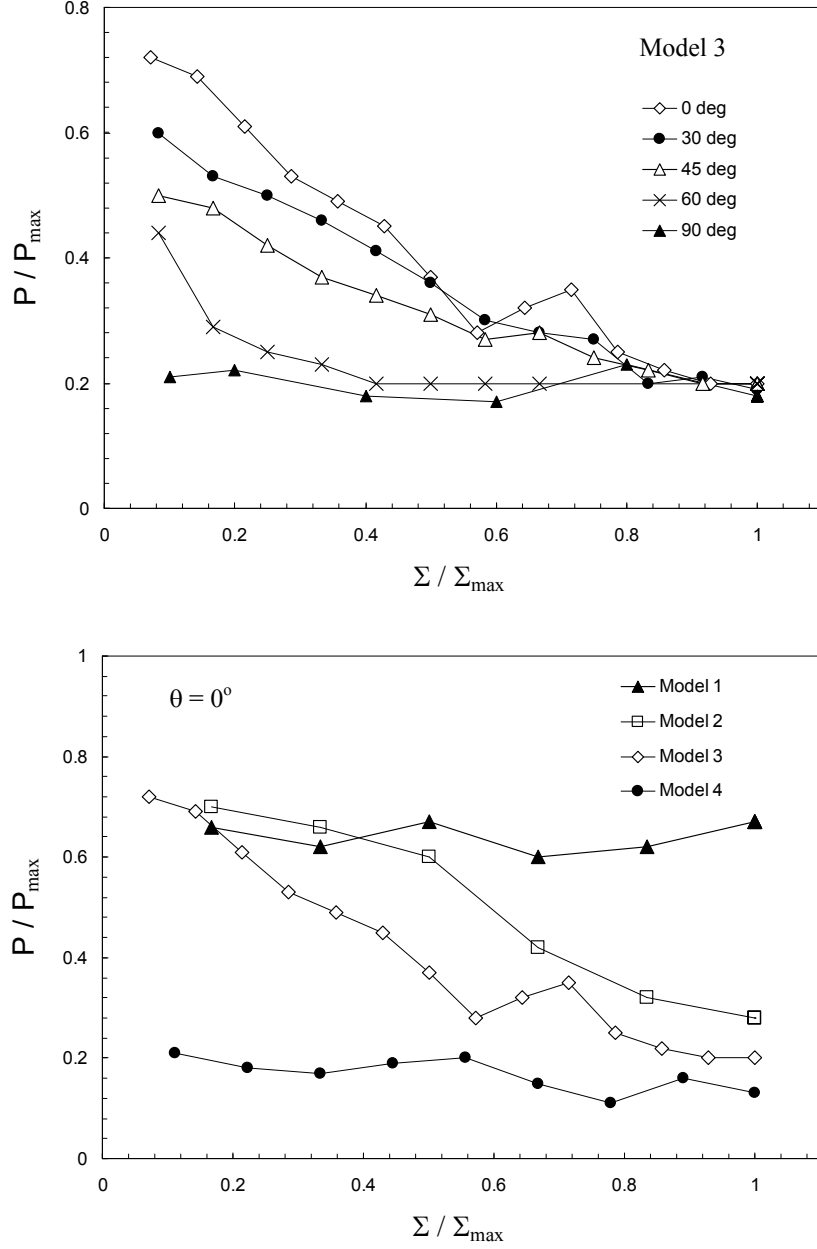 0.8
Model 3
0 deg
30 deg
45 deg
60 deg
90 deg
0.6
0.4
0.2
0
P / Pmax
0 0.2 0.4 0.6 0.8 1
Σ / Σmax
1
θ = 0º
Model 1
Model 2
Model 3
Model 4
0.8
0.6
0.4
0.2
0
P / Pmax
0 0.2 0.4 0.6 0.8 1
Σ / Σmax